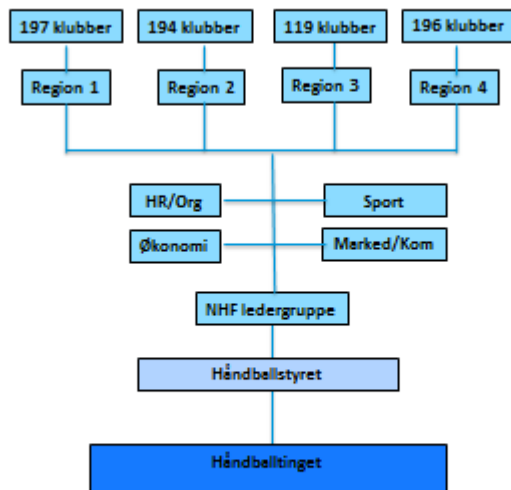 197 klubber
194 klubber
119 klubber
196 klubber
Region 1
Region 2
Region 3
Region 4
HR/Org
Sport
Økonomi
Marked/Kom
NHF ledergruppe
Håndballstyret
Håndballtinget